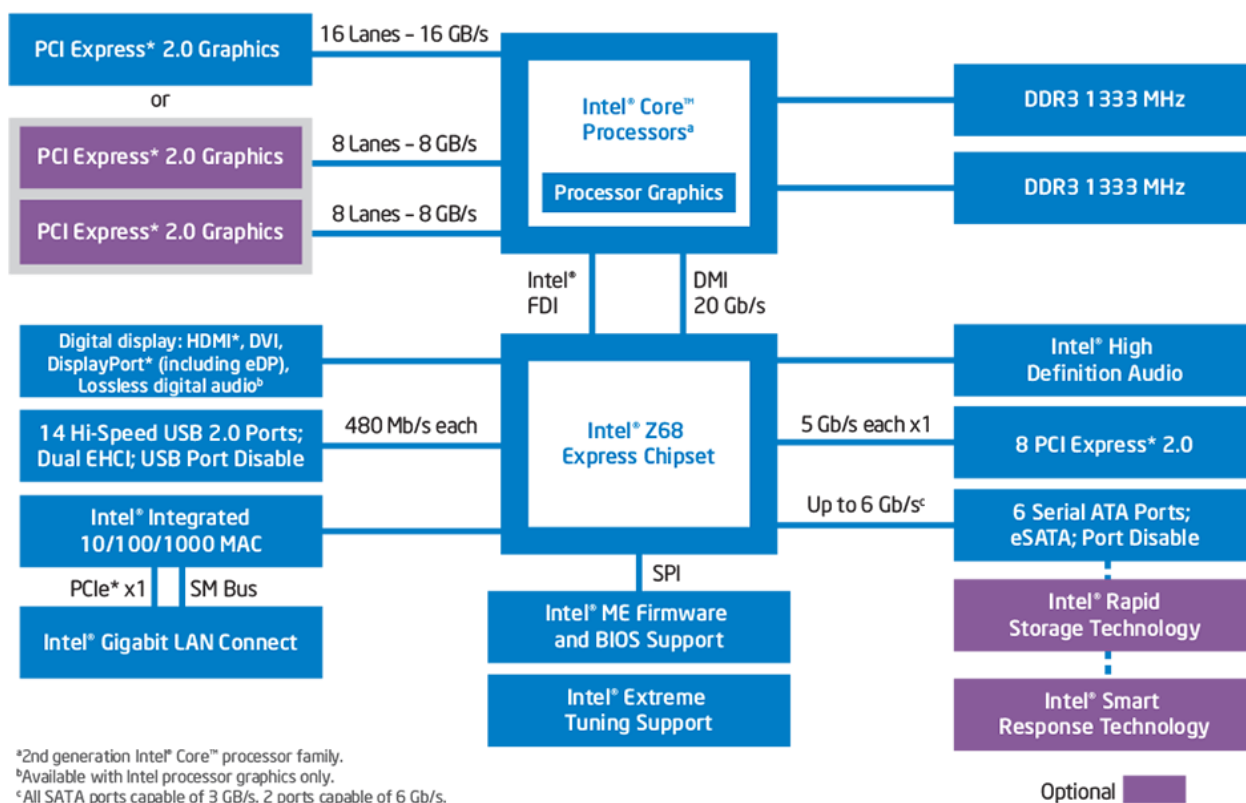 PCI Express* 2.0 Graphics
16 Lanes – 16 GB/s
or
PCI Express* 2.0 Graphics
8 Lanes – 8 GB/s
PCI Express* 2.0 Graphics
8 Lanes – 8 GB/s
Intel® Core™
Processorsᵃ
Processor Graphics
DDR3 1333 MHz
DDR3 1333 MHz
Intel®
FDI
DMI
20 Gb/s
Digital display: HDMI*, DVI,
DisplayPort* (including eDP),
Lossless digital audioᵇ
14 Hi-Speed USB 2.0 Ports;
Dual EHCI; USB Port Disable
480 Mb/s each
Intel® Integrated
10/100/1000 MAC
PCIe* x1
SM Bus
Intel® Gigabit LAN Connect
Intel® Z68
Express Chipset
Intel® High
Definition Audio
5 Gb/s each x1
8 PCI Express* 2.0
Up to 6 Gb/sᶜ
6 Serial ATA Ports;
eSATA; Port Disable
SPI
Intel® ME Firmware
and BIOS Support
Intel® Extreme
Tuning Support
Intel® Rapid
Storage Technology
Intel® Smart
Response Technology
ᵃ2nd generation Intel® Core™ processor family.
ᵇAvailable with Intel processor graphics only.
ᶜAll SATA ports capable of 3 GB/s. 2 ports capable of 6 Gb/s.
Optional